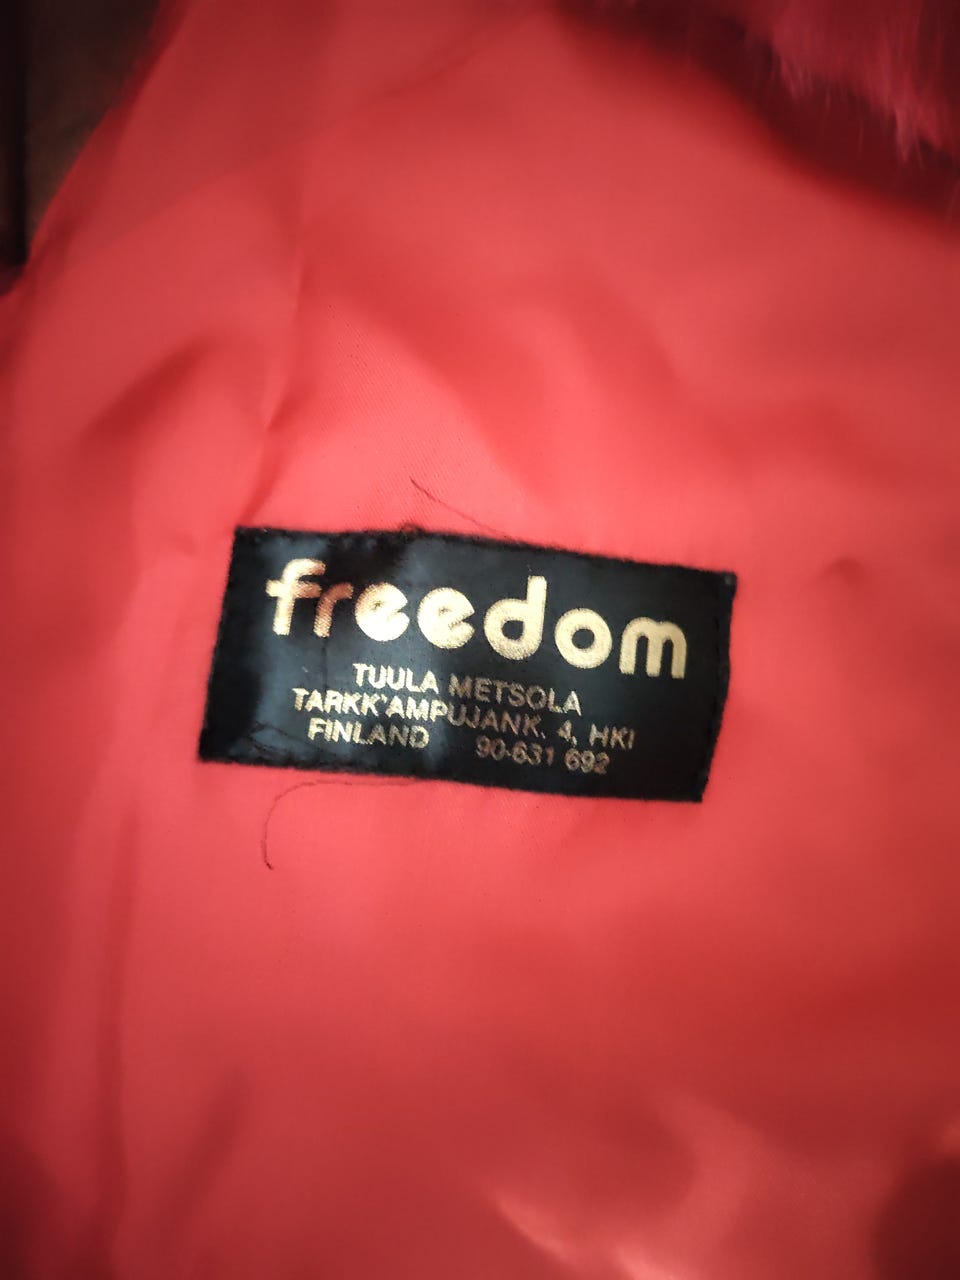 freedom
TUULA METSOLA
TARKK'AMPUJANK. 4, HKI
FINLAND 90-631 692